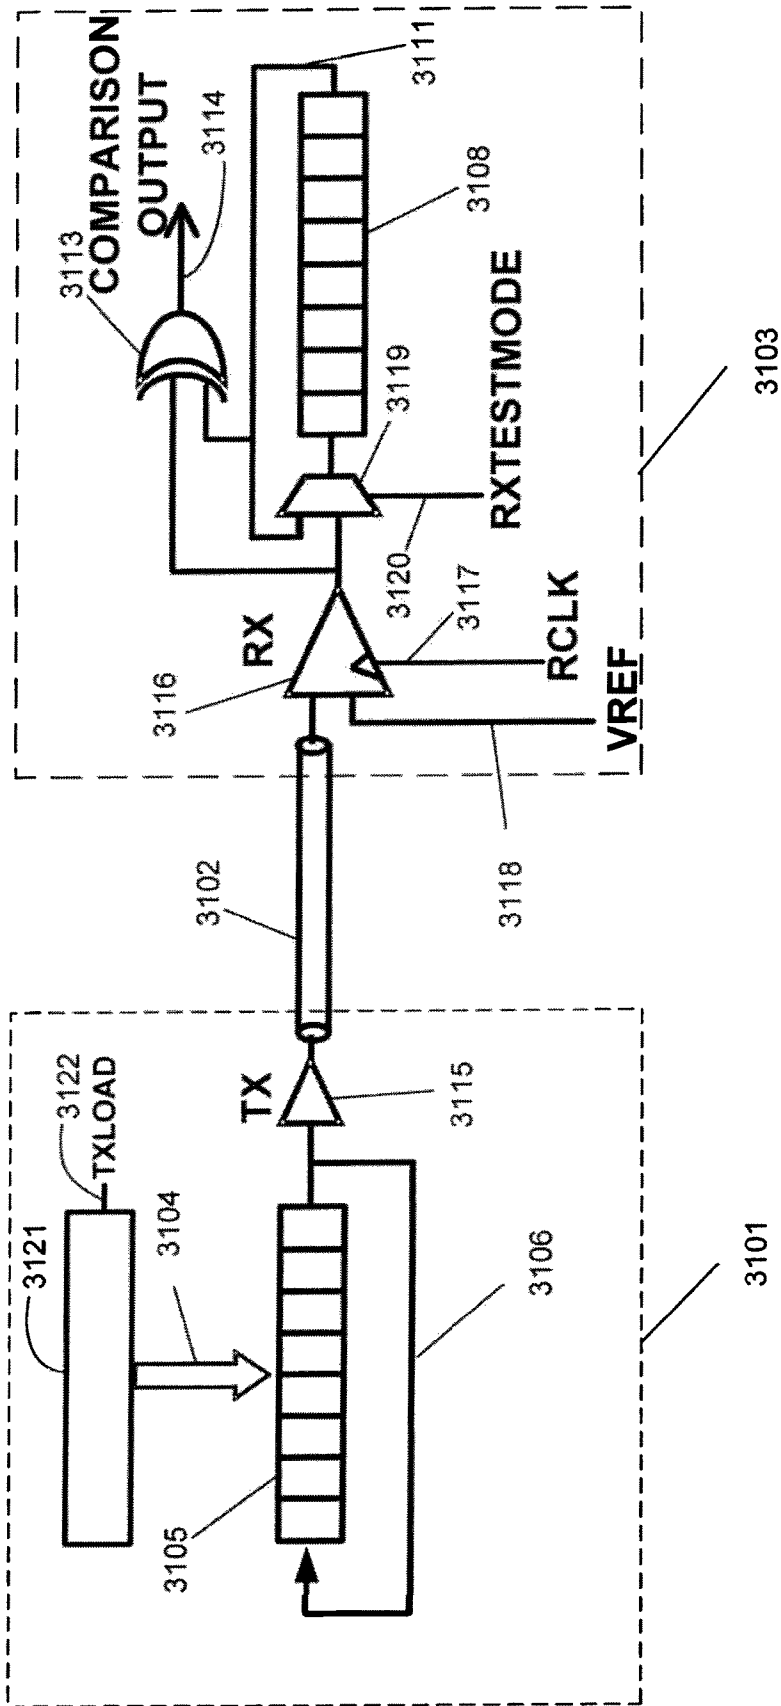 3121
3122
TXLOAD
3104
3105
TX
3115
3106
3101
3102
3118
3116
RX
3113
COMPARISON
OUTPUT
3114
3111
3108
3119
3120
RXTESTMODE
3117
RCLK
VREF
3103